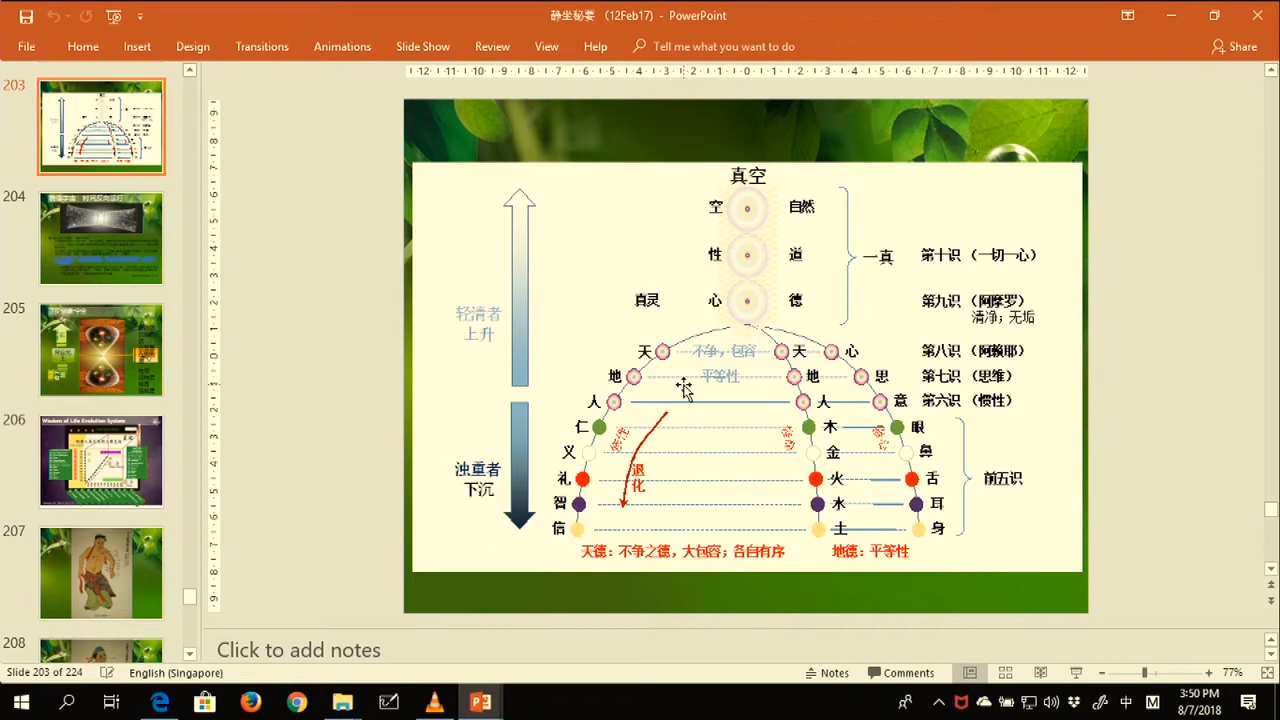 静坐秘要 （12Feb17） - PowerPoint
File Home Insert Design Transitions Animations Slide Show Review View Help Tell me what you want to do Share
203
204
205
206
Wisdom of Life Evolution System
207
208
真空
空 自然
性 道 一真 第十识 （一切一心）
真灵 心 德 第九识 （阿摩罗）
清净；无垢
轻清者
上升
天 不争，包容 天 心 第八识 （阿赖耶）
地 平等性 地 思 第七识 （思维）
人 人 意 第六识 （惯性）
仁 木 眼
义 金 鼻
浊重者
下沉
退
化
礼 火 舌 前五识
智 水 耳
信 土 身
天德：不争之德，大包容；各自有序 地德：平等性
Click to add notes
Slide 203 of 224 English (Singapore) Notes Comments 77%
中 3:50 PM
8/7/2018